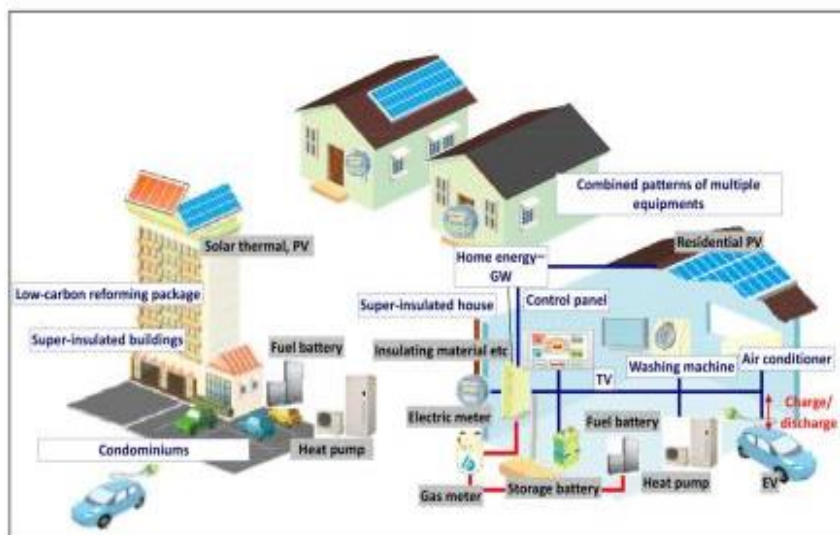 Combined patterns of multiple
equipments
Solar thermal, PV
Residential PV
Home energy–
GW
Low-carbon reforming package
Super-insulated house
Control panel
Super-insulated buildings
Fuel battery
Insulating material etc
Washing machine
Air conditioner
TV
Charge/
discharge
Electric meter
Fuel battery
Condominiums
Heat pump
Gas meter
Storage battery
Heat pump
EV